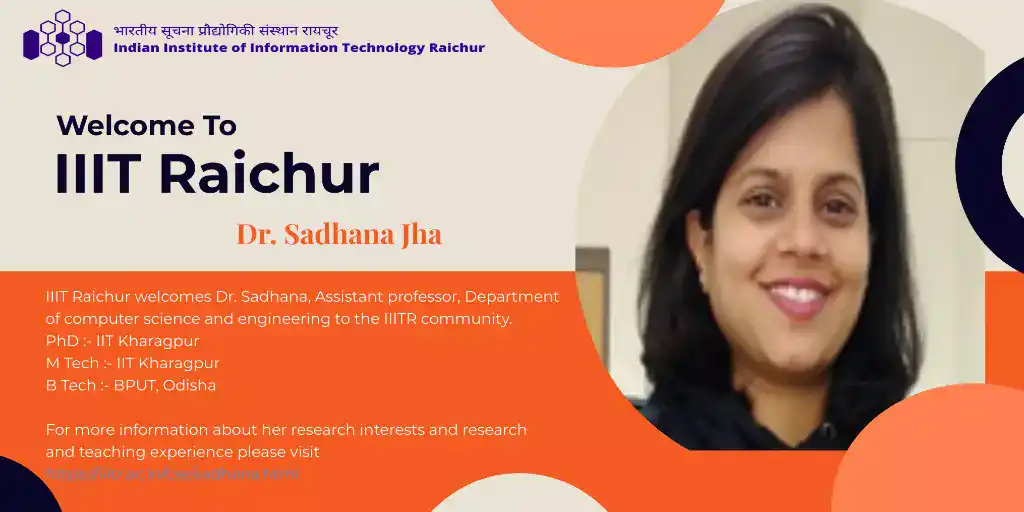 भारतीय सूचना प्रौद्योगिकी संस्थान रायचूर
Indian Institute of Information Technology Raichur
Welcome To
IIIT Raichur
Dr. Sadhana Jha
IIIT Raichur welcomes Dr. Sadhana, Assistant professor, Department
of computer science and engineering to the IIITR community.
PhD :- IIT Kharagpur
M Tech :- IIT Kharagpur
B Tech :- BPUT, Odisha
For more information about her research interests and research
and teaching experience please visit